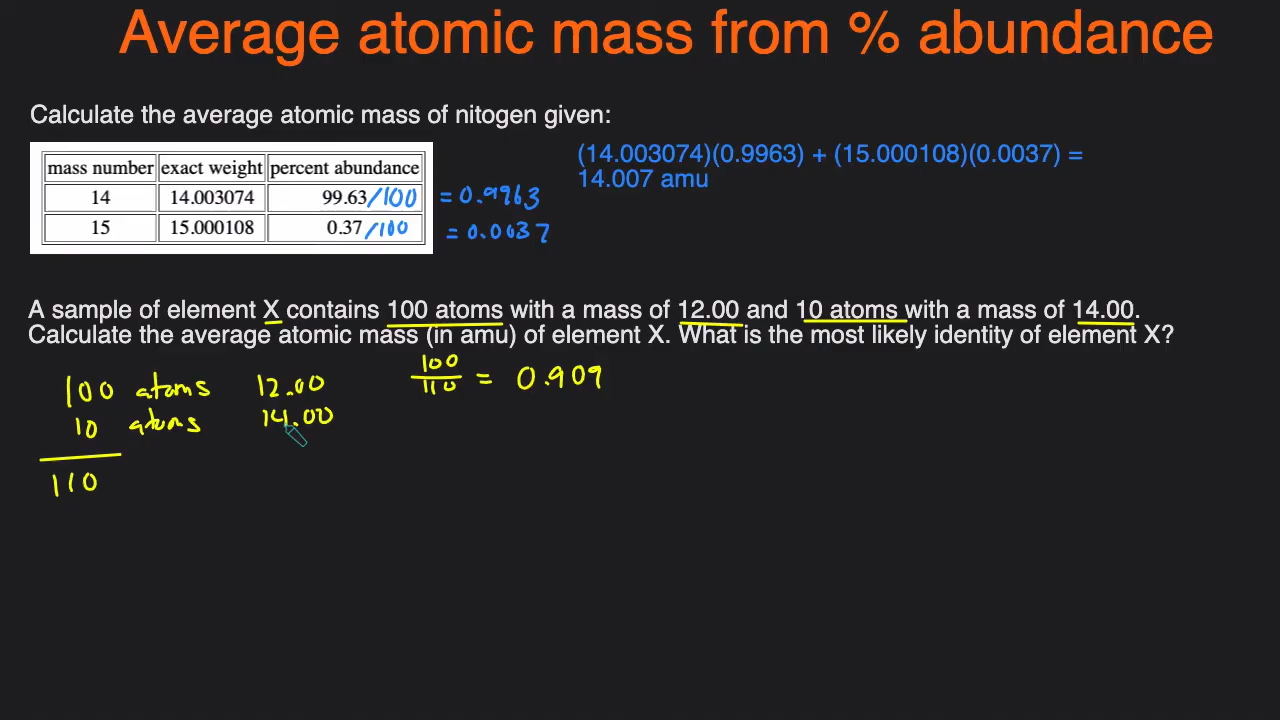 Average atomic mass from % abundance
Calculate the average atomic mass of nitogen given:
mass number exact weight percent abundance
14 14.003074 99.63/100 = 0.9963
15 15.000108 0.37/100 = 0.0037
(14.003074)(0.9963) + (15.000108)(0.0037) =
14.007 amu
A sample of element X contains 100 atoms with a mass of 12.00 and 10 atoms with a mass of 14.00.
Calculate the average atomic mass (in amu) of element X. What is the most likely identity of element X?
100 atoms 12.00
10 atoms 14.00
110
100
110 = 0.909